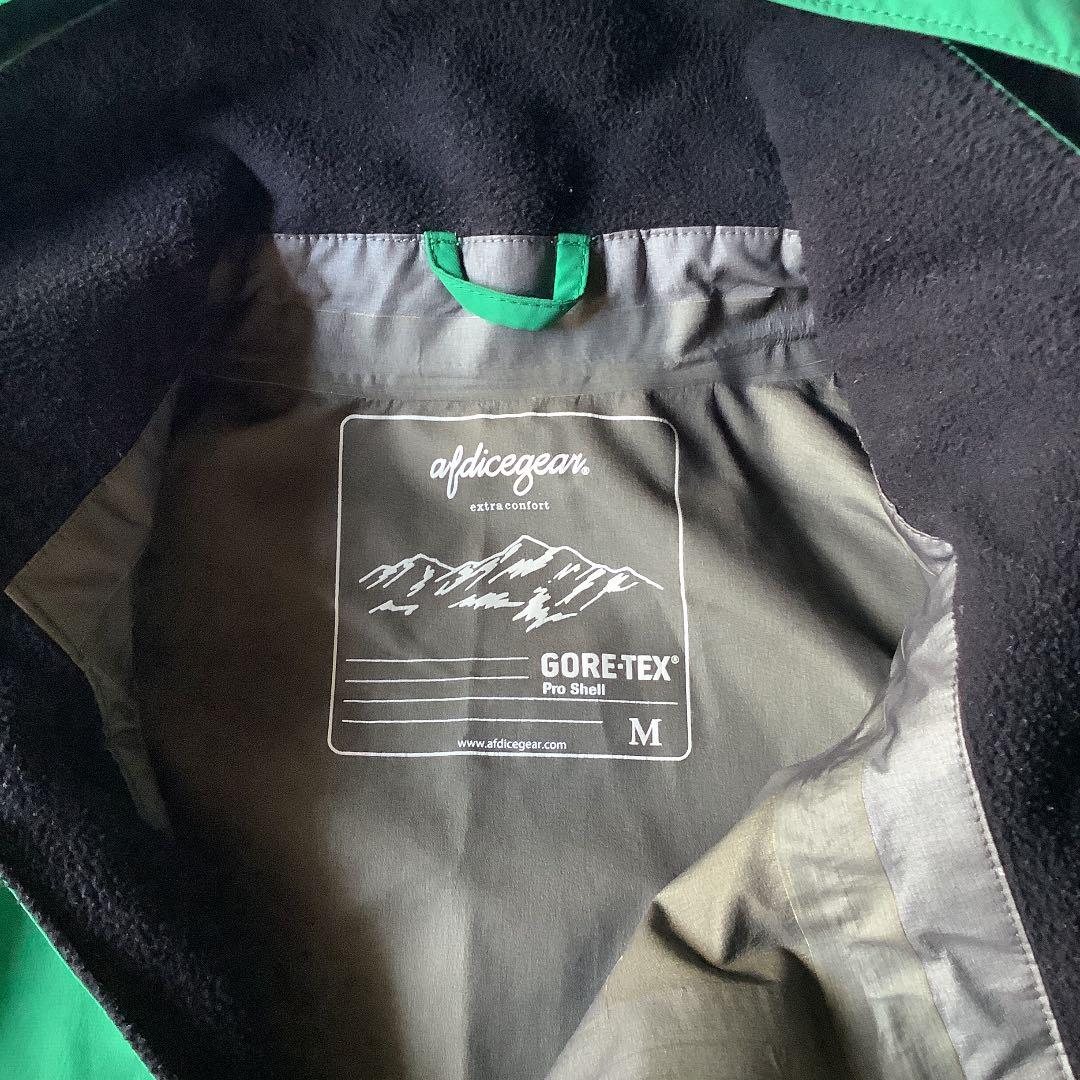 afdicegear®
extra confort
GORE-TEX®
Pro Shell
M
www.afdicegear.com